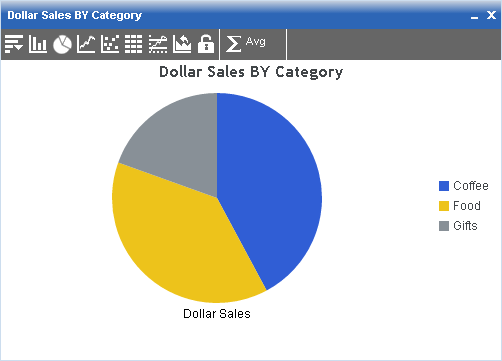 Dollar Sales BY Category
Avg
Dollar Sales BY Category
Coffee
Food
Gifts
Dollar Sales